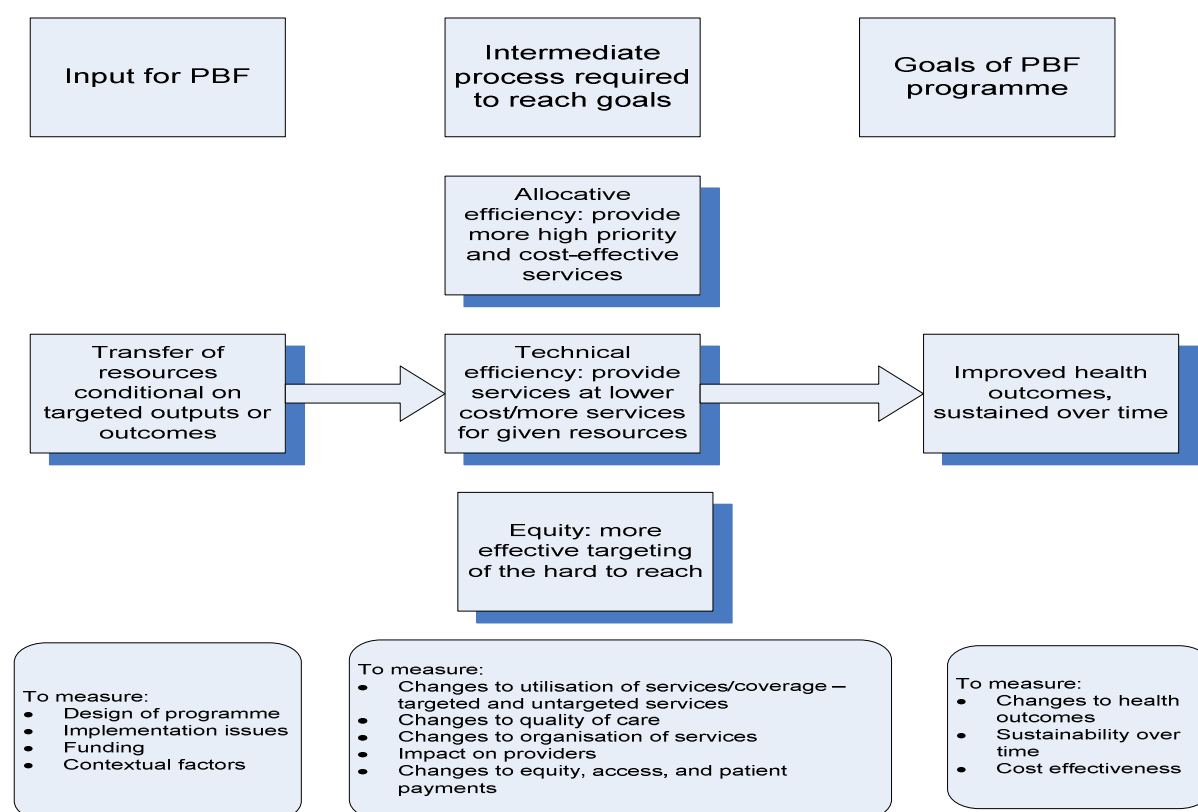 Input for PBF
Intermediate
process required
to reach goals
Goals of PBF
programme
Allocative
efficiency: provide
more high priority
and cost-effective
services
Transfer of
resources
conditional on
targeted outputs or
outcomes
Technical
efficiency: provide
services at lower
cost/more services
for given resources
Improved health
outcomes,
sustained over time
Equity: more
effective targeting
of the hard to reach
To measure:
• Design of programme
• Implementation issues
• Funding
• Contextual factors
To measure:
• Changes to utilisation of services/coverage –
targeted and untargeted services
• Changes to quality of care
• Changes to organisation of services
• Impact on providers
• Changes to equity, access, and patient
payments
To measure:
• Changes to health
outcomes
• Sustainability over
time
• Cost effectiveness